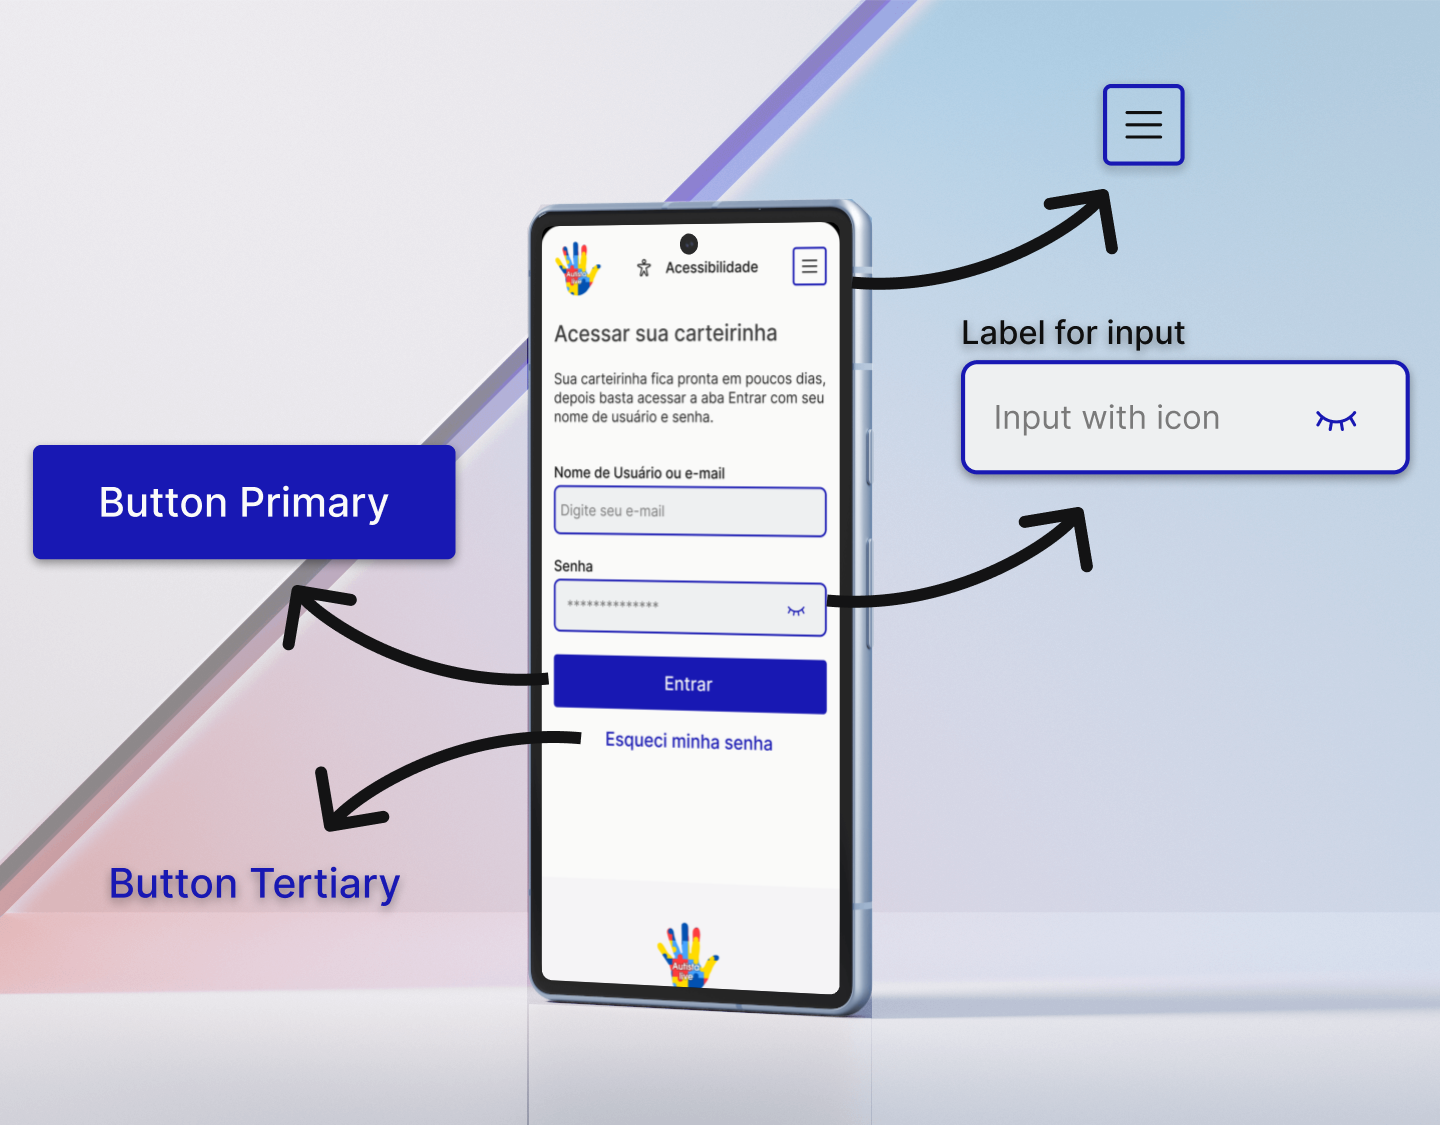 Acessibilidade
Acessar sua carteirinha
Sua carteirinha fica pronta em poucos dias,
depois basta acessar a aba Entrar com seu
nome de usuário e senha.
Nome de Usuário ou e-mail
Digite seu e-mail
Senha
**************
Entrar
Esqueci minha senha
Autista
live
Label for input
Input with icon
Button Primary
Button Tertiary